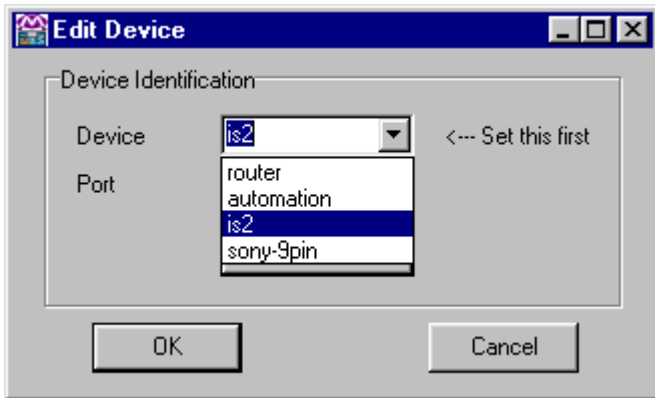 Edit Device
Device Identification
Device is2 <--- Set this first
Port
router
automation
is2
sony-9pin
OK Cancel